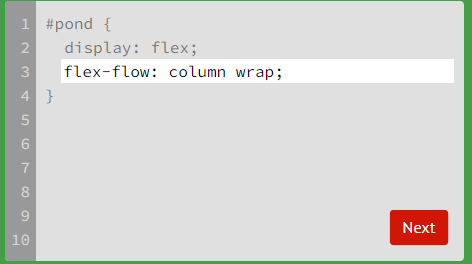 1 #pond {
2 display: flex;
3 flex-flow: column wrap;
4 }
5
6
7
8
9
10
Next